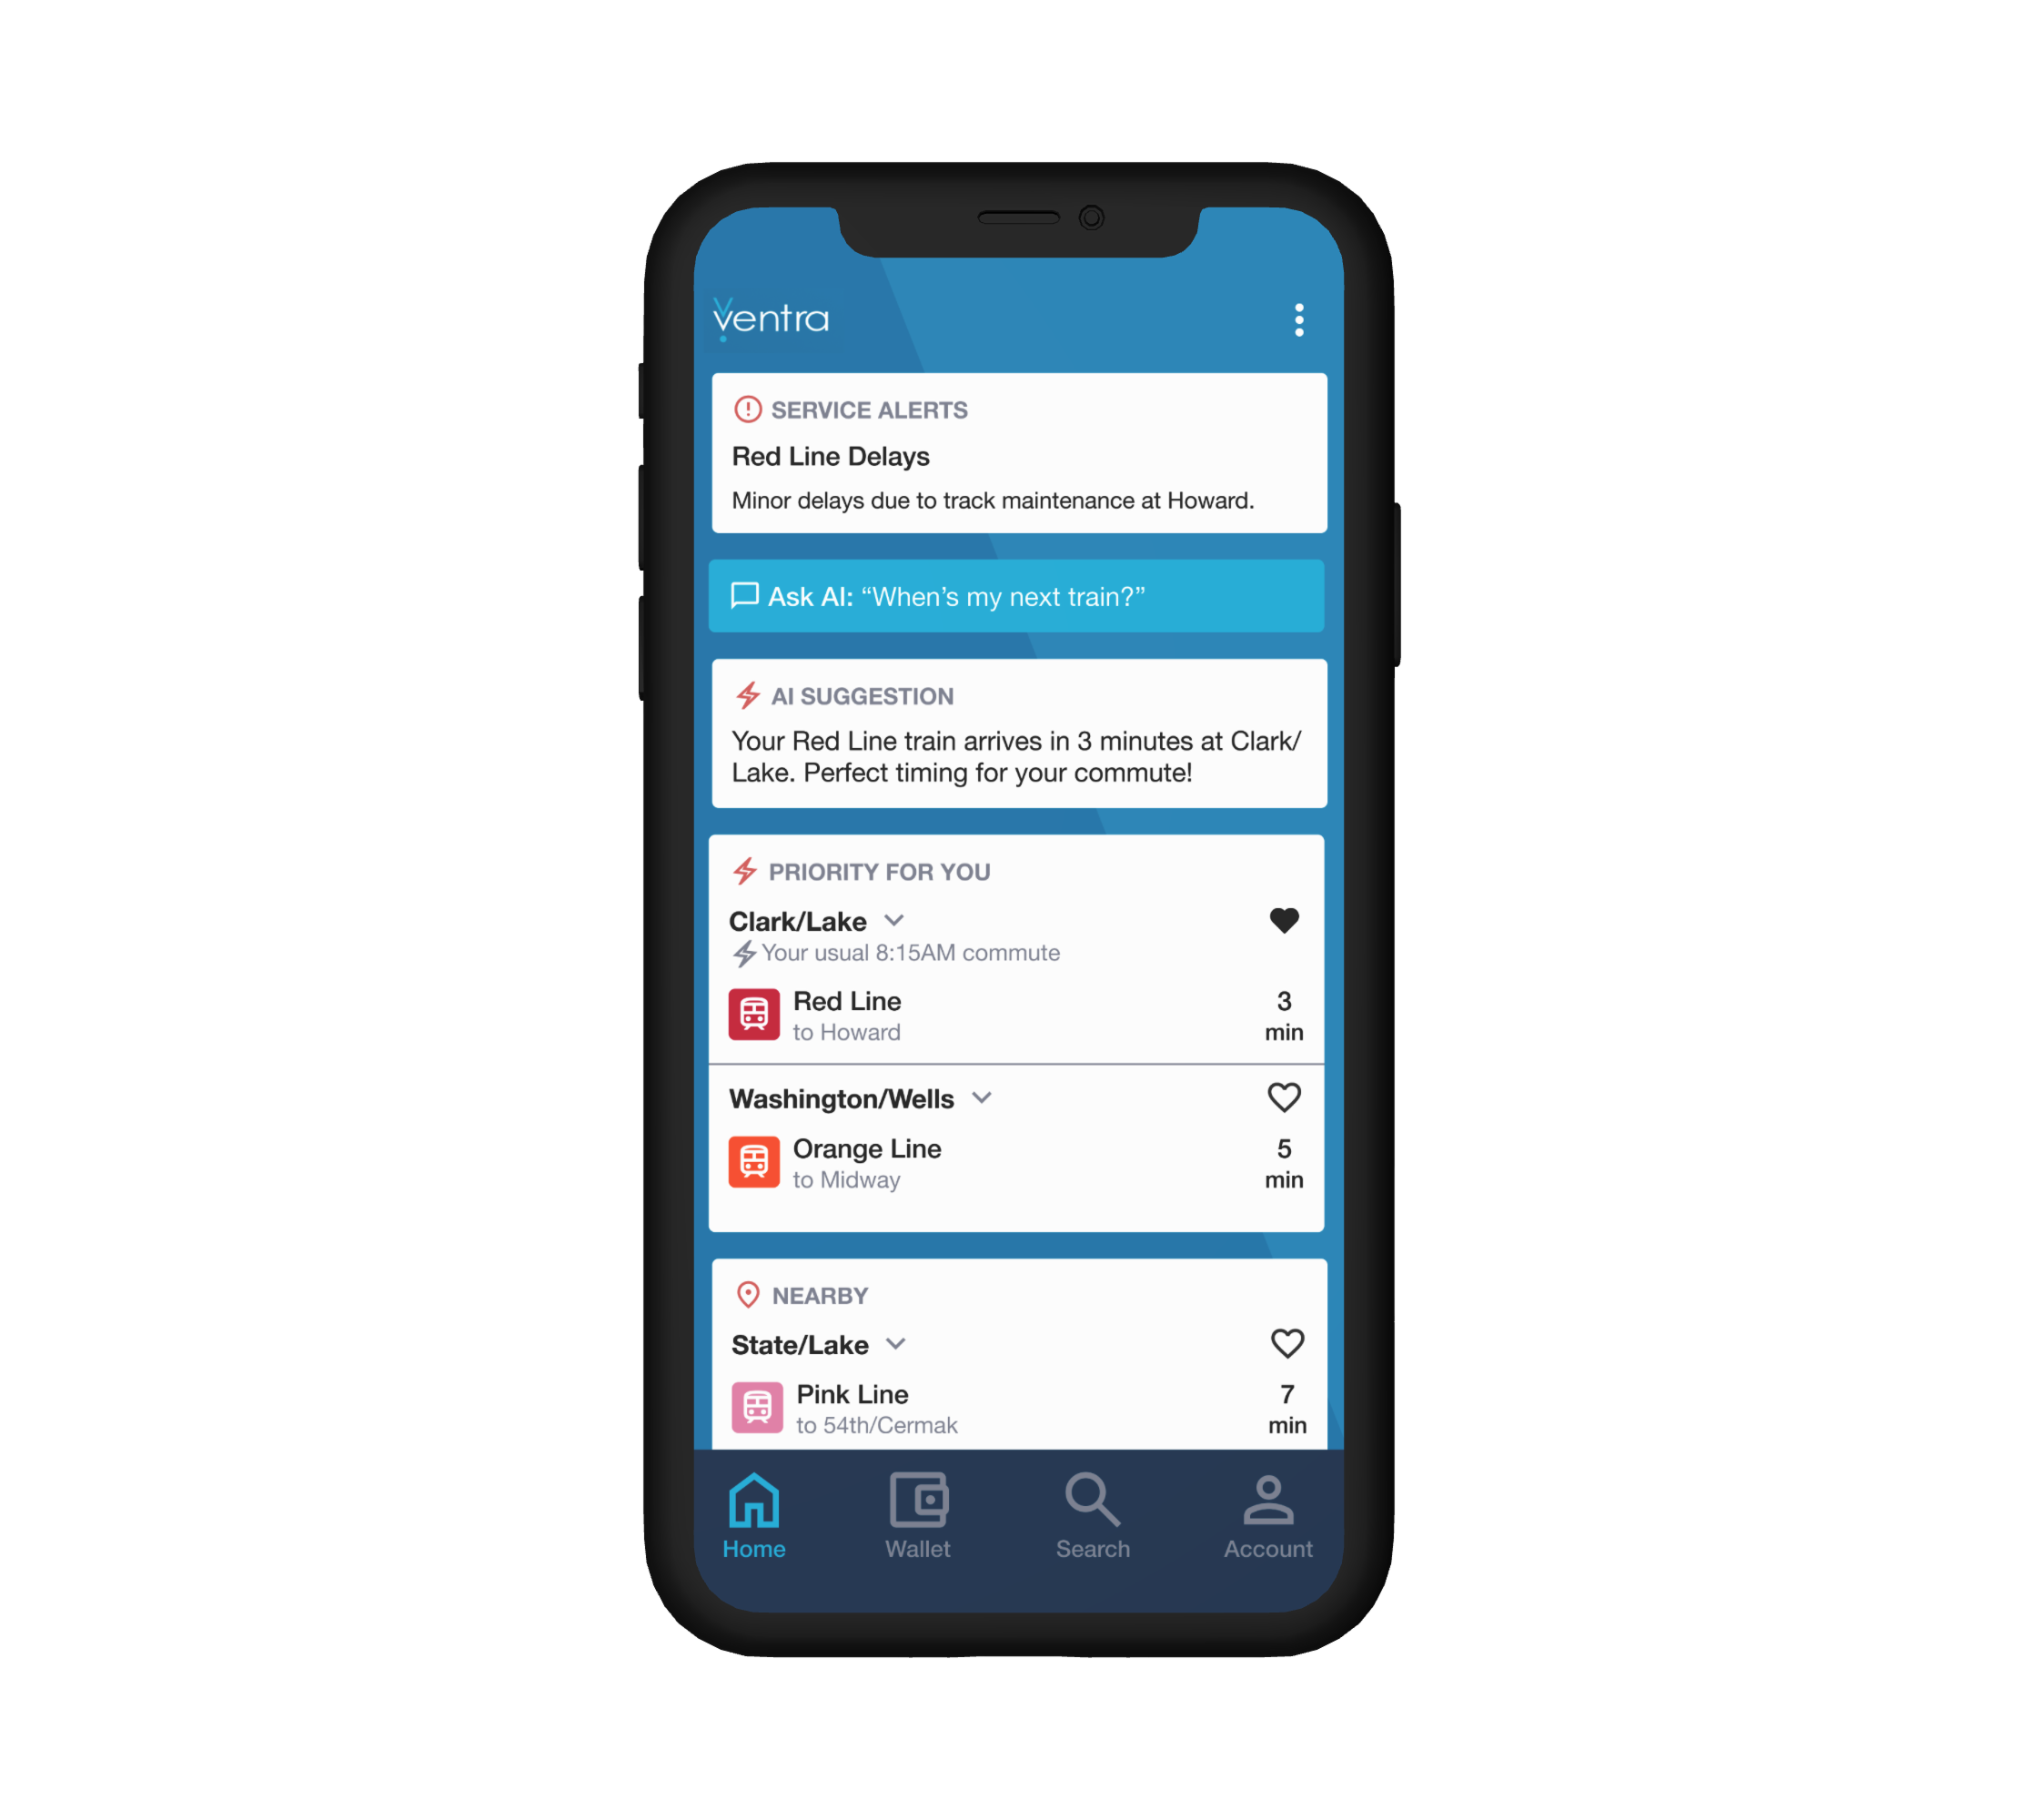 Ventra
SERVICE ALERTS
Red Line Delays
Minor delays due to track maintenance at Howard.
Ask AI: “When’s my next train?”
AI SUGGESTION
Your Red Line train arrives in 3 minutes at Clark/
Lake. Perfect timing for your commute!
PRIORITY FOR YOU
Clark/Lake
Your usual 8:15AM commute
Red Line
to Howard
3
min
Washington/Wells
Orange Line
to Midway
5
min
NEARBY
State/Lake
Pink Line
to 54th/Cermak
7
min
Home
Wallet
Search
Account